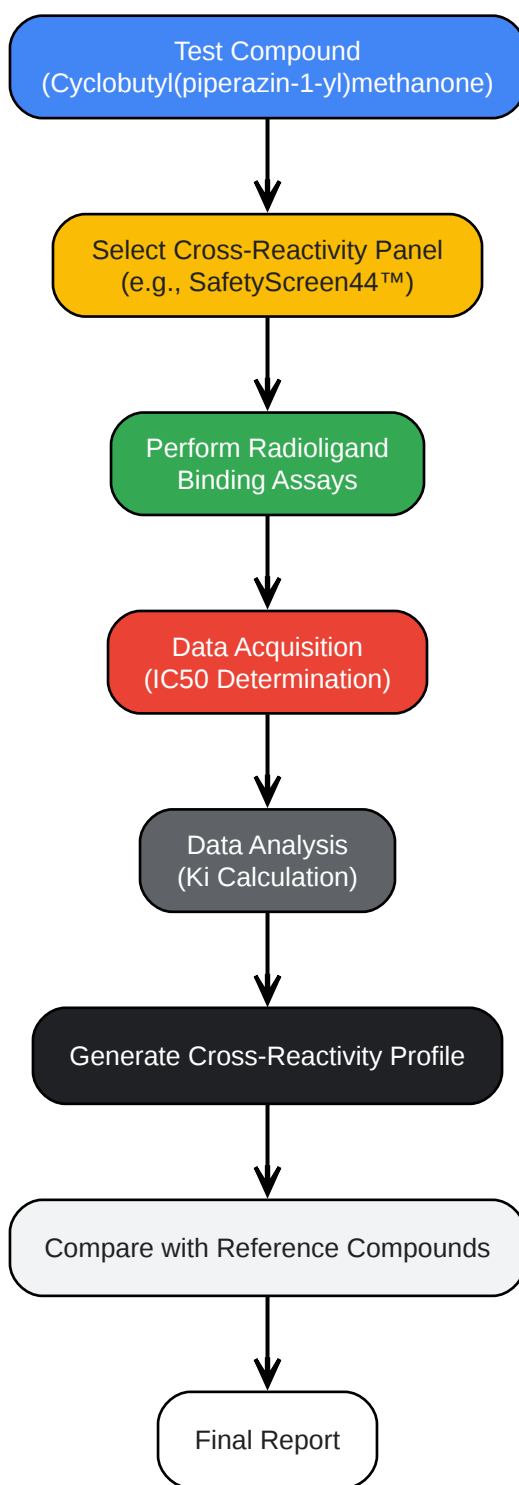 Test Compound
(Cyclobutyl(piperazin-1-yl)methanone)
Select Cross-Reactivity Panel
(e.g., SafetyScreen44™)
Perform Radioligand
Binding Assays
Data Acquisition
(IC50 Determination)
Data Analysis
(Ki Calculation)
Generate Cross-Reactivity Profile
Compare with Reference Compounds
Final Report